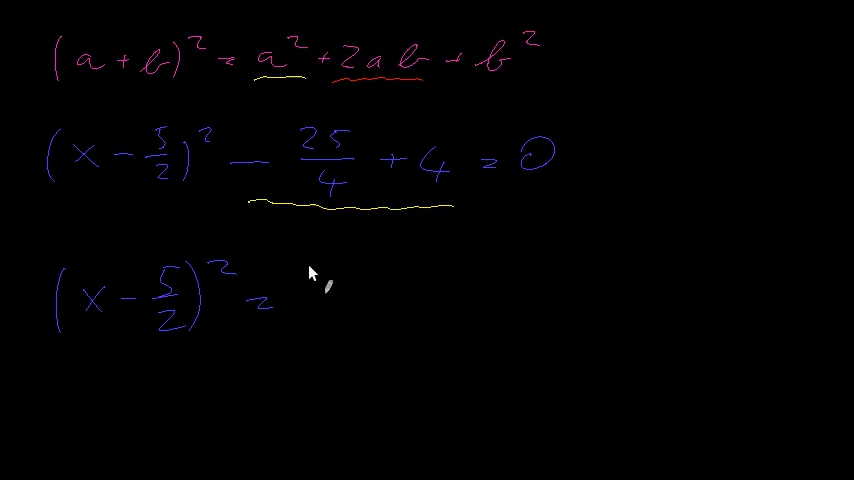 (a + b)² = a² + 2ab + b²
(x - 5/2)² - 25/4 + 4 = 0
(x - 5/2)² =